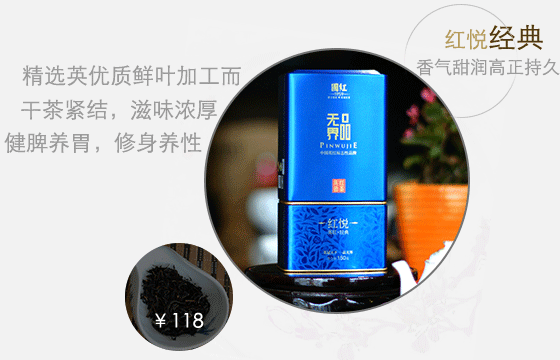 红悦经典
香气甜润高正持久
精选英优质鲜叶加工而
干茶紧结，滋味浓厚
健脾养胃，修身养性
国红
无界品
PINWUJIE
红悦
¥118